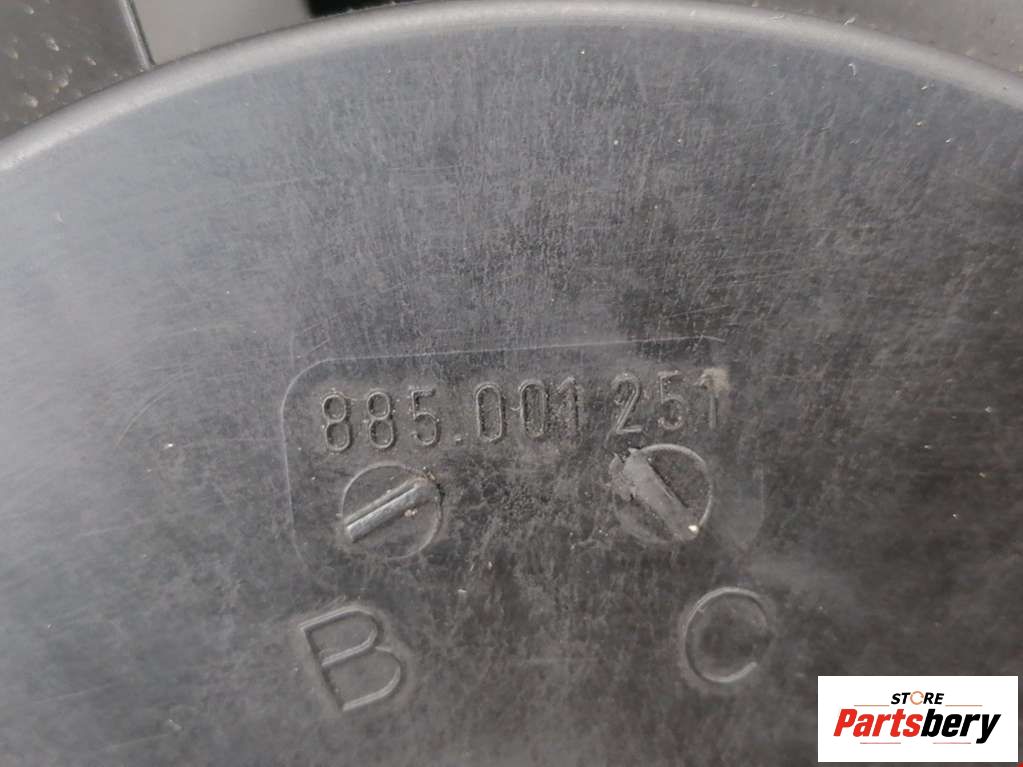 885.001 251
B C
STORE
Partsbery